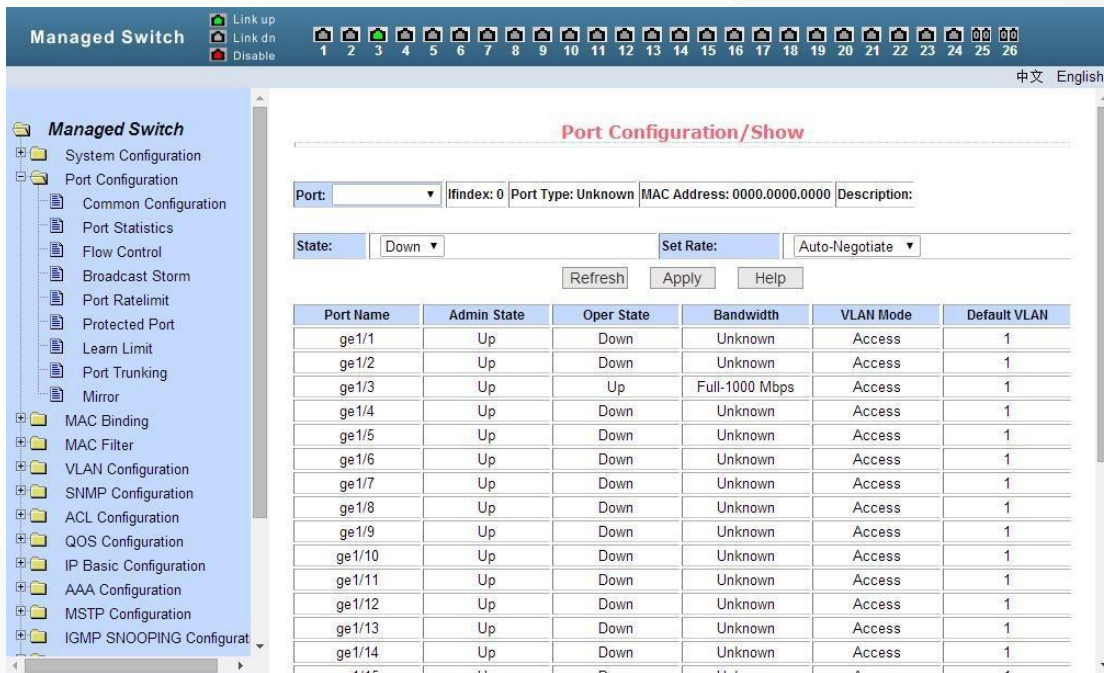 Managed Switch
Link up
Link dn
Disable
1 2 3 4 5 6 7 8 9 10 11 12 13 14 15 16 17 18 19 20 21 22 23 24 25 26
中文 English
Managed Switch
System Configuration
Port Configuration
Common Configuration
Port Statistics
Flow Control
Broadcast Storm
Port Ratelimit
Protected Port
Learn Limit
Port Trunking
Mirror
MAC Binding
MAC Filter
VLAN Configuration
SNMP Configuration
ACL Configuration
QOS Configuration
IP Basic Configuration
AAA Configuration
MSTP Configuration
IGMP SNOOPING Configurat
Port Configuration/Show
Port: Ifindex: 0 Port Type: Unknown MAC Address: 0000.0000.0000 Description:
State: Down Set Rate: Auto-Negotiate
Refresh Apply Help
Port Name Admin State Oper State Bandwidth VLAN Mode Default VLAN
ge1/1 Up Down Unknown Access 1
ge1/2 Up Down Unknown Access 1
ge1/3 Up Up Full-1000 Mbps Access 1
ge1/4 Up Down Unknown Access 1
ge1/5 Up Down Unknown Access 1
ge1/6 Up Down Unknown Access 1
ge1/7 Up Down Unknown Access 1
ge1/8 Up Down Unknown Access 1
ge1/9 Up Down Unknown Access 1
ge1/10 Up Down Unknown Access 1
ge1/11 Up Down Unknown Access 1
ge1/12 Up Down Unknown Access 1
ge1/13 Up Down Unknown Access 1
ge1/14 Up Down Unknown Access 1